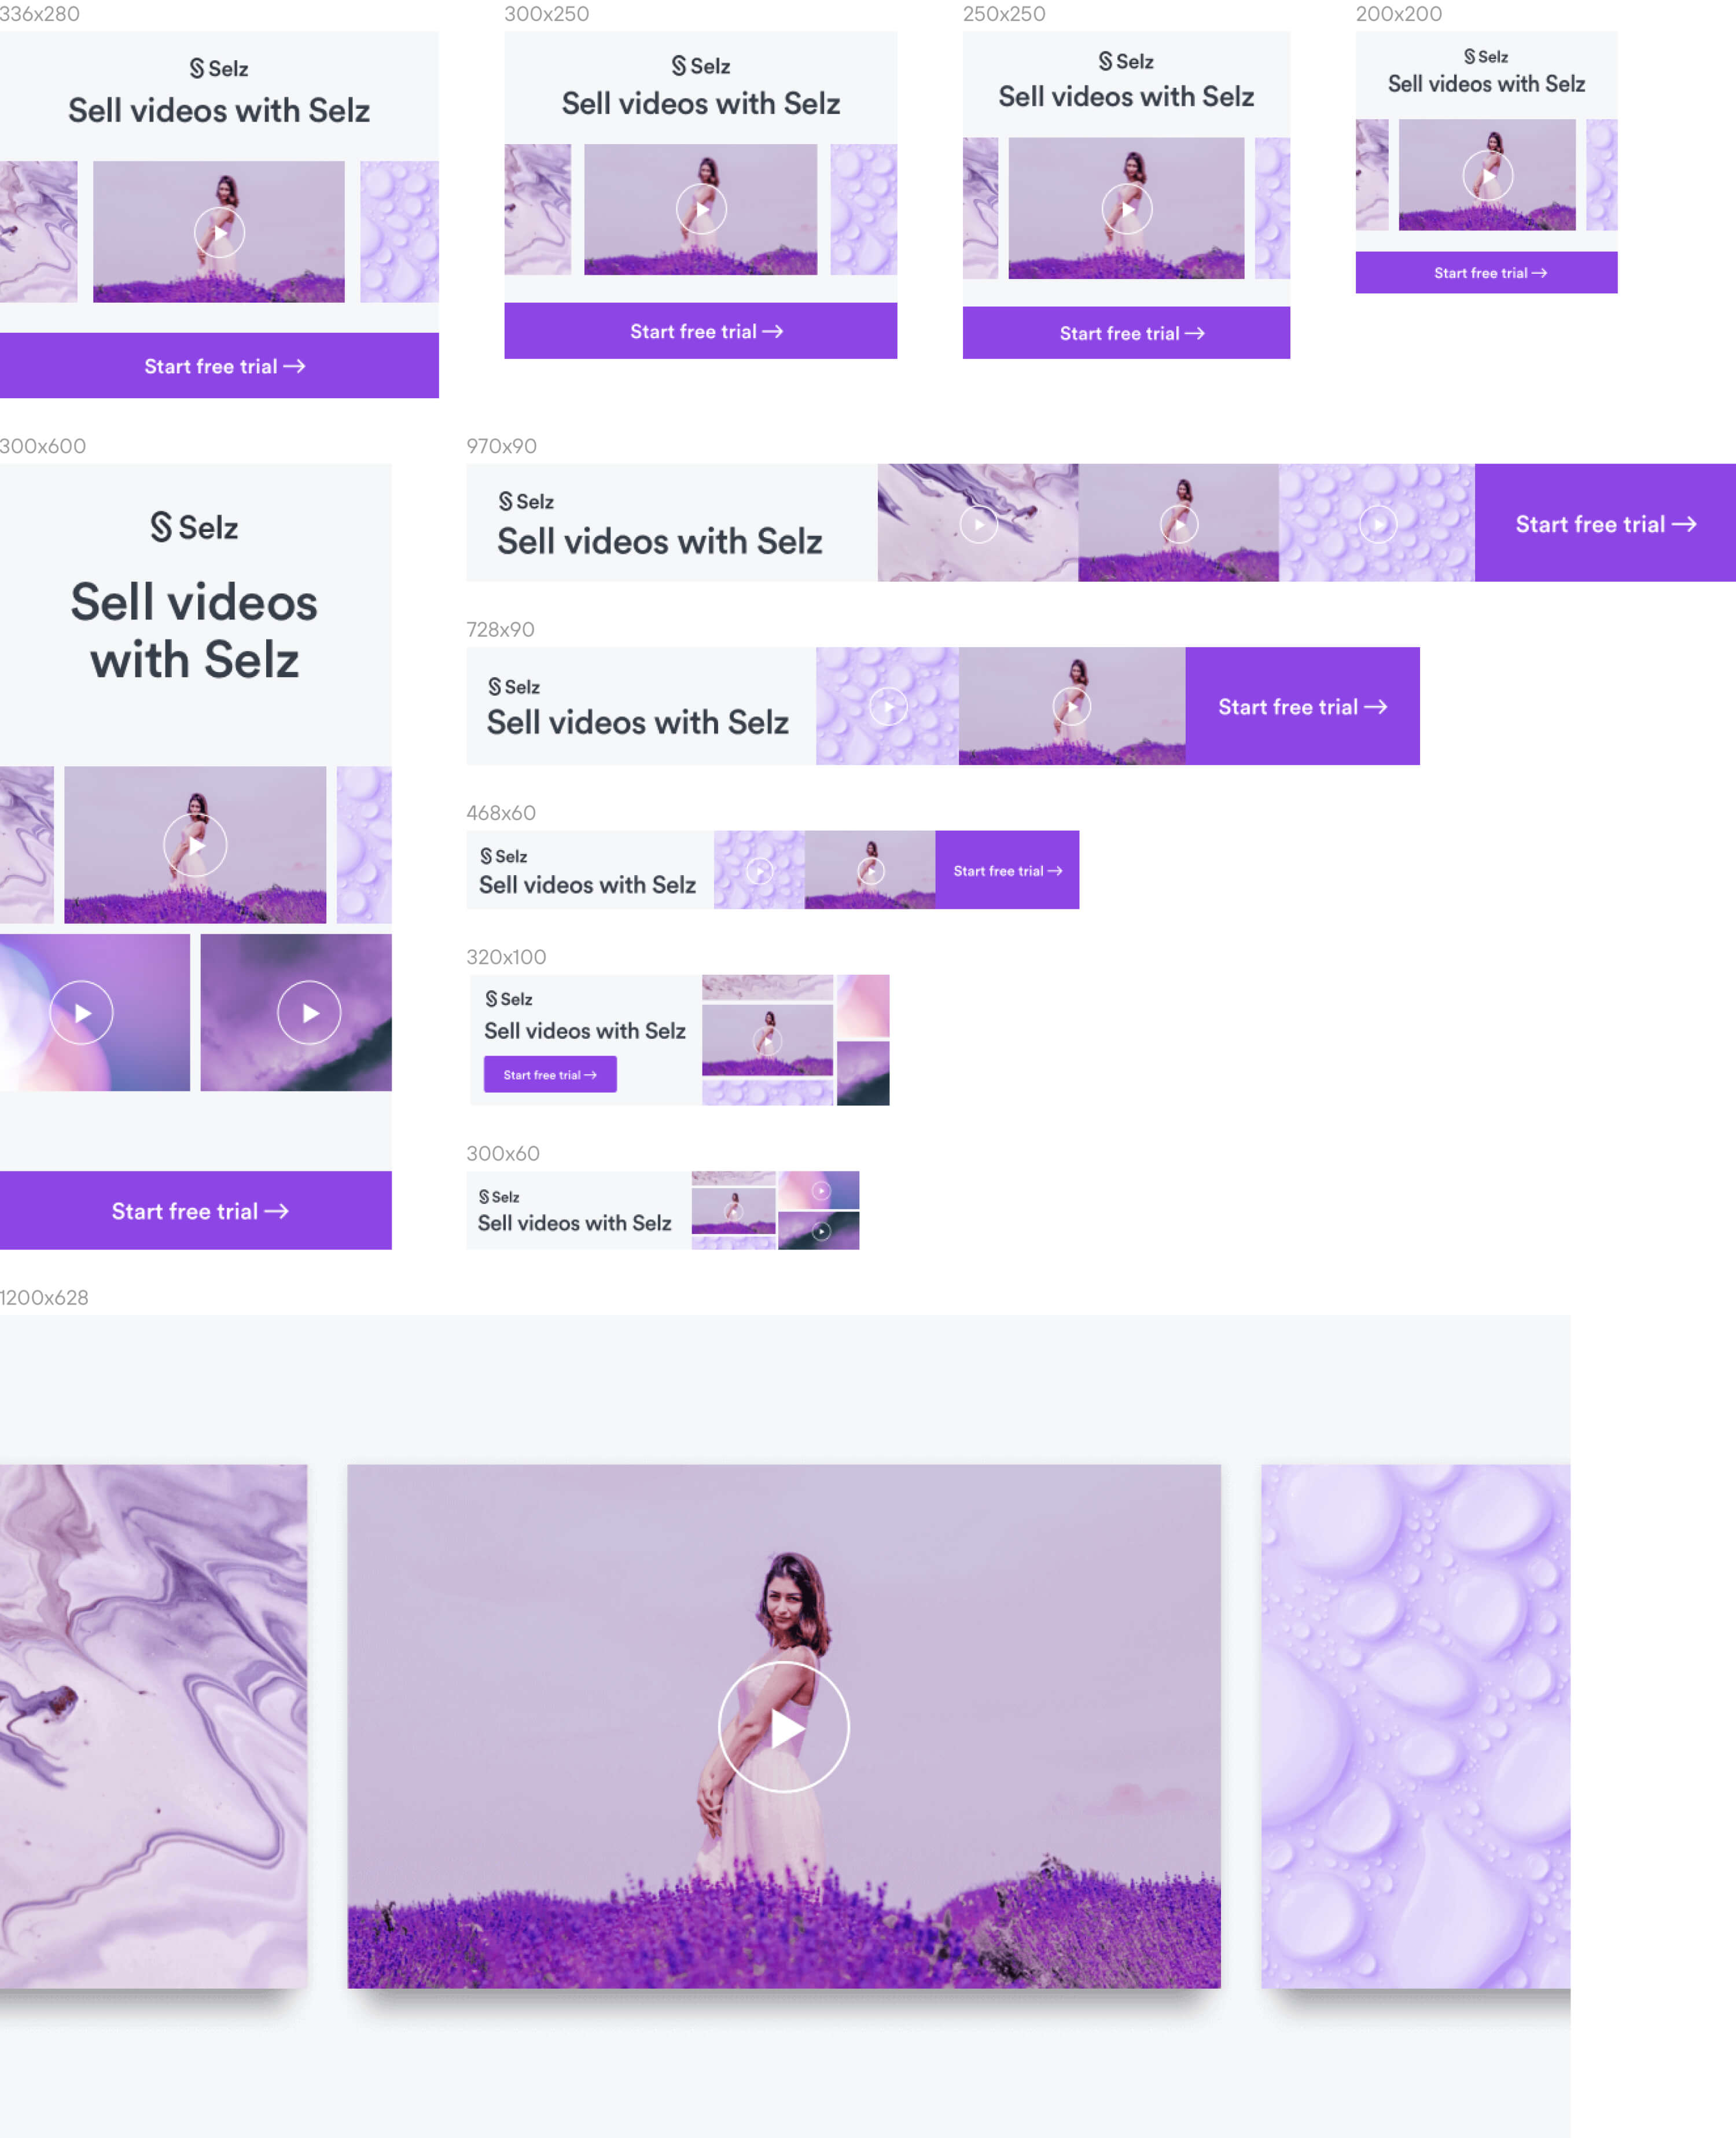 336x280
Selz
Sell videos with Selz
Start free trial →
300x250
Selz
Sell videos with Selz
Start free trial →
250x250
Selz
Sell videos with Selz
Start free trial →
200x200
Selz
Sell videos with Selz
Start free trial →
300x600
Selz
Sell videos
with Selz
Start free trial →
970x90
Selz
Sell videos with Selz
Start free trial →
728x90
Selz
Sell videos with Selz
Start free trial →
468x60
Selz
Sell videos with Selz
Start free trial →
320x100
Selz
Sell videos with Selz
Start free trial →
300x60
Selz
Sell videos with Selz
1200x628